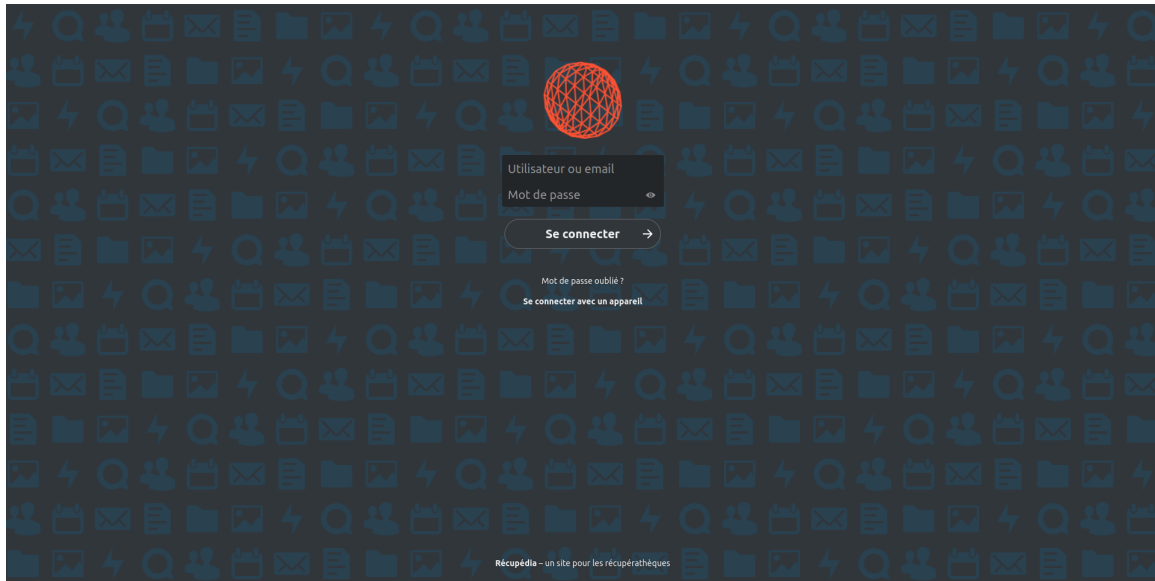 Utilisateur ou email
Mot de passe
Se connecter
Mot de passe oublié ?
Se connecter avec un appareil
Récupédia – un site pour les récupérathèques